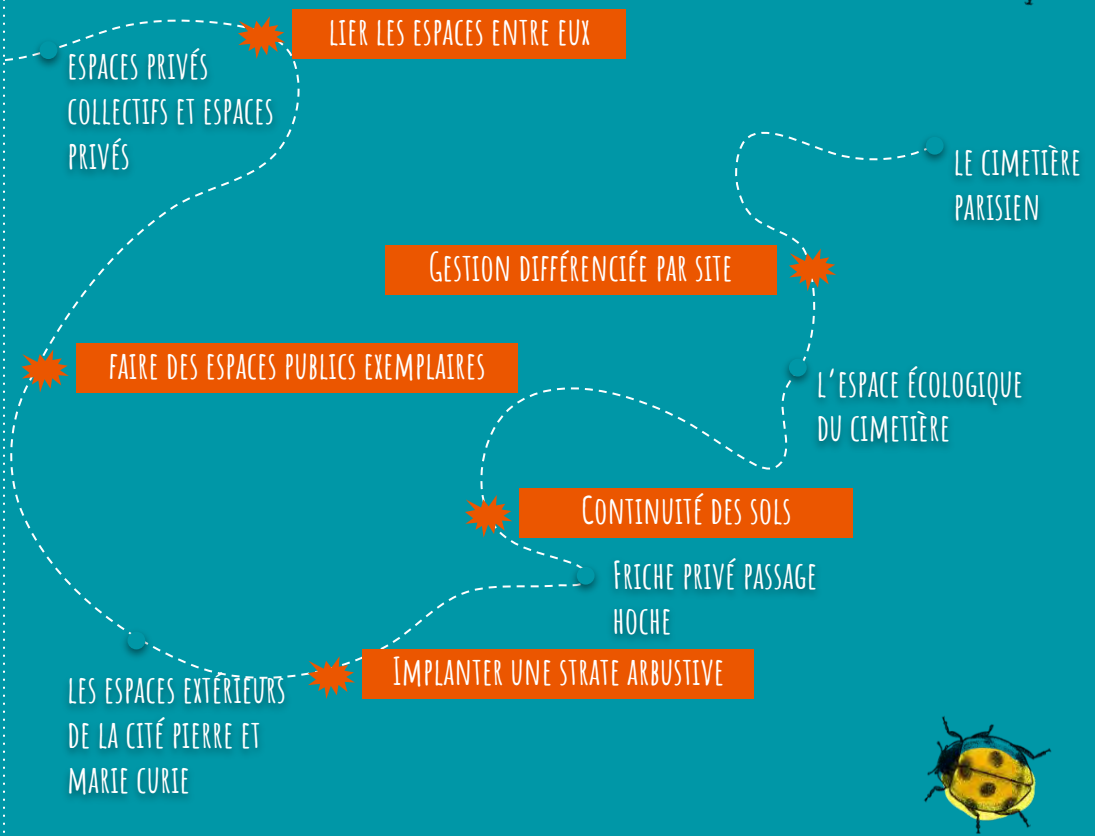 LIER LES ESPACES ENTRE EUX
ESPACES PRIVÉS
COLLECTIFS ET ESPACES
PRIVÉS
LE CIMETIÈRE
PARISIEN
GESTION DIFFÉRENCIÉE PAR SITE
FAIRE DES ESPACES PUBLICS EXEMPLAIRES
L'ESPACE ÉCOLOGIQUE
DU CIMETIÈRE
CONTINUITÉ DES SOLS
FRICHE PRIVÉ PASSAGE
HOCHE
IMPLANTER UNE STRATE ARBUSTIVE
LES ESPACES EXTÉRIEURS
DE LA CITÉ PIERRE ET
MARIE CURIE